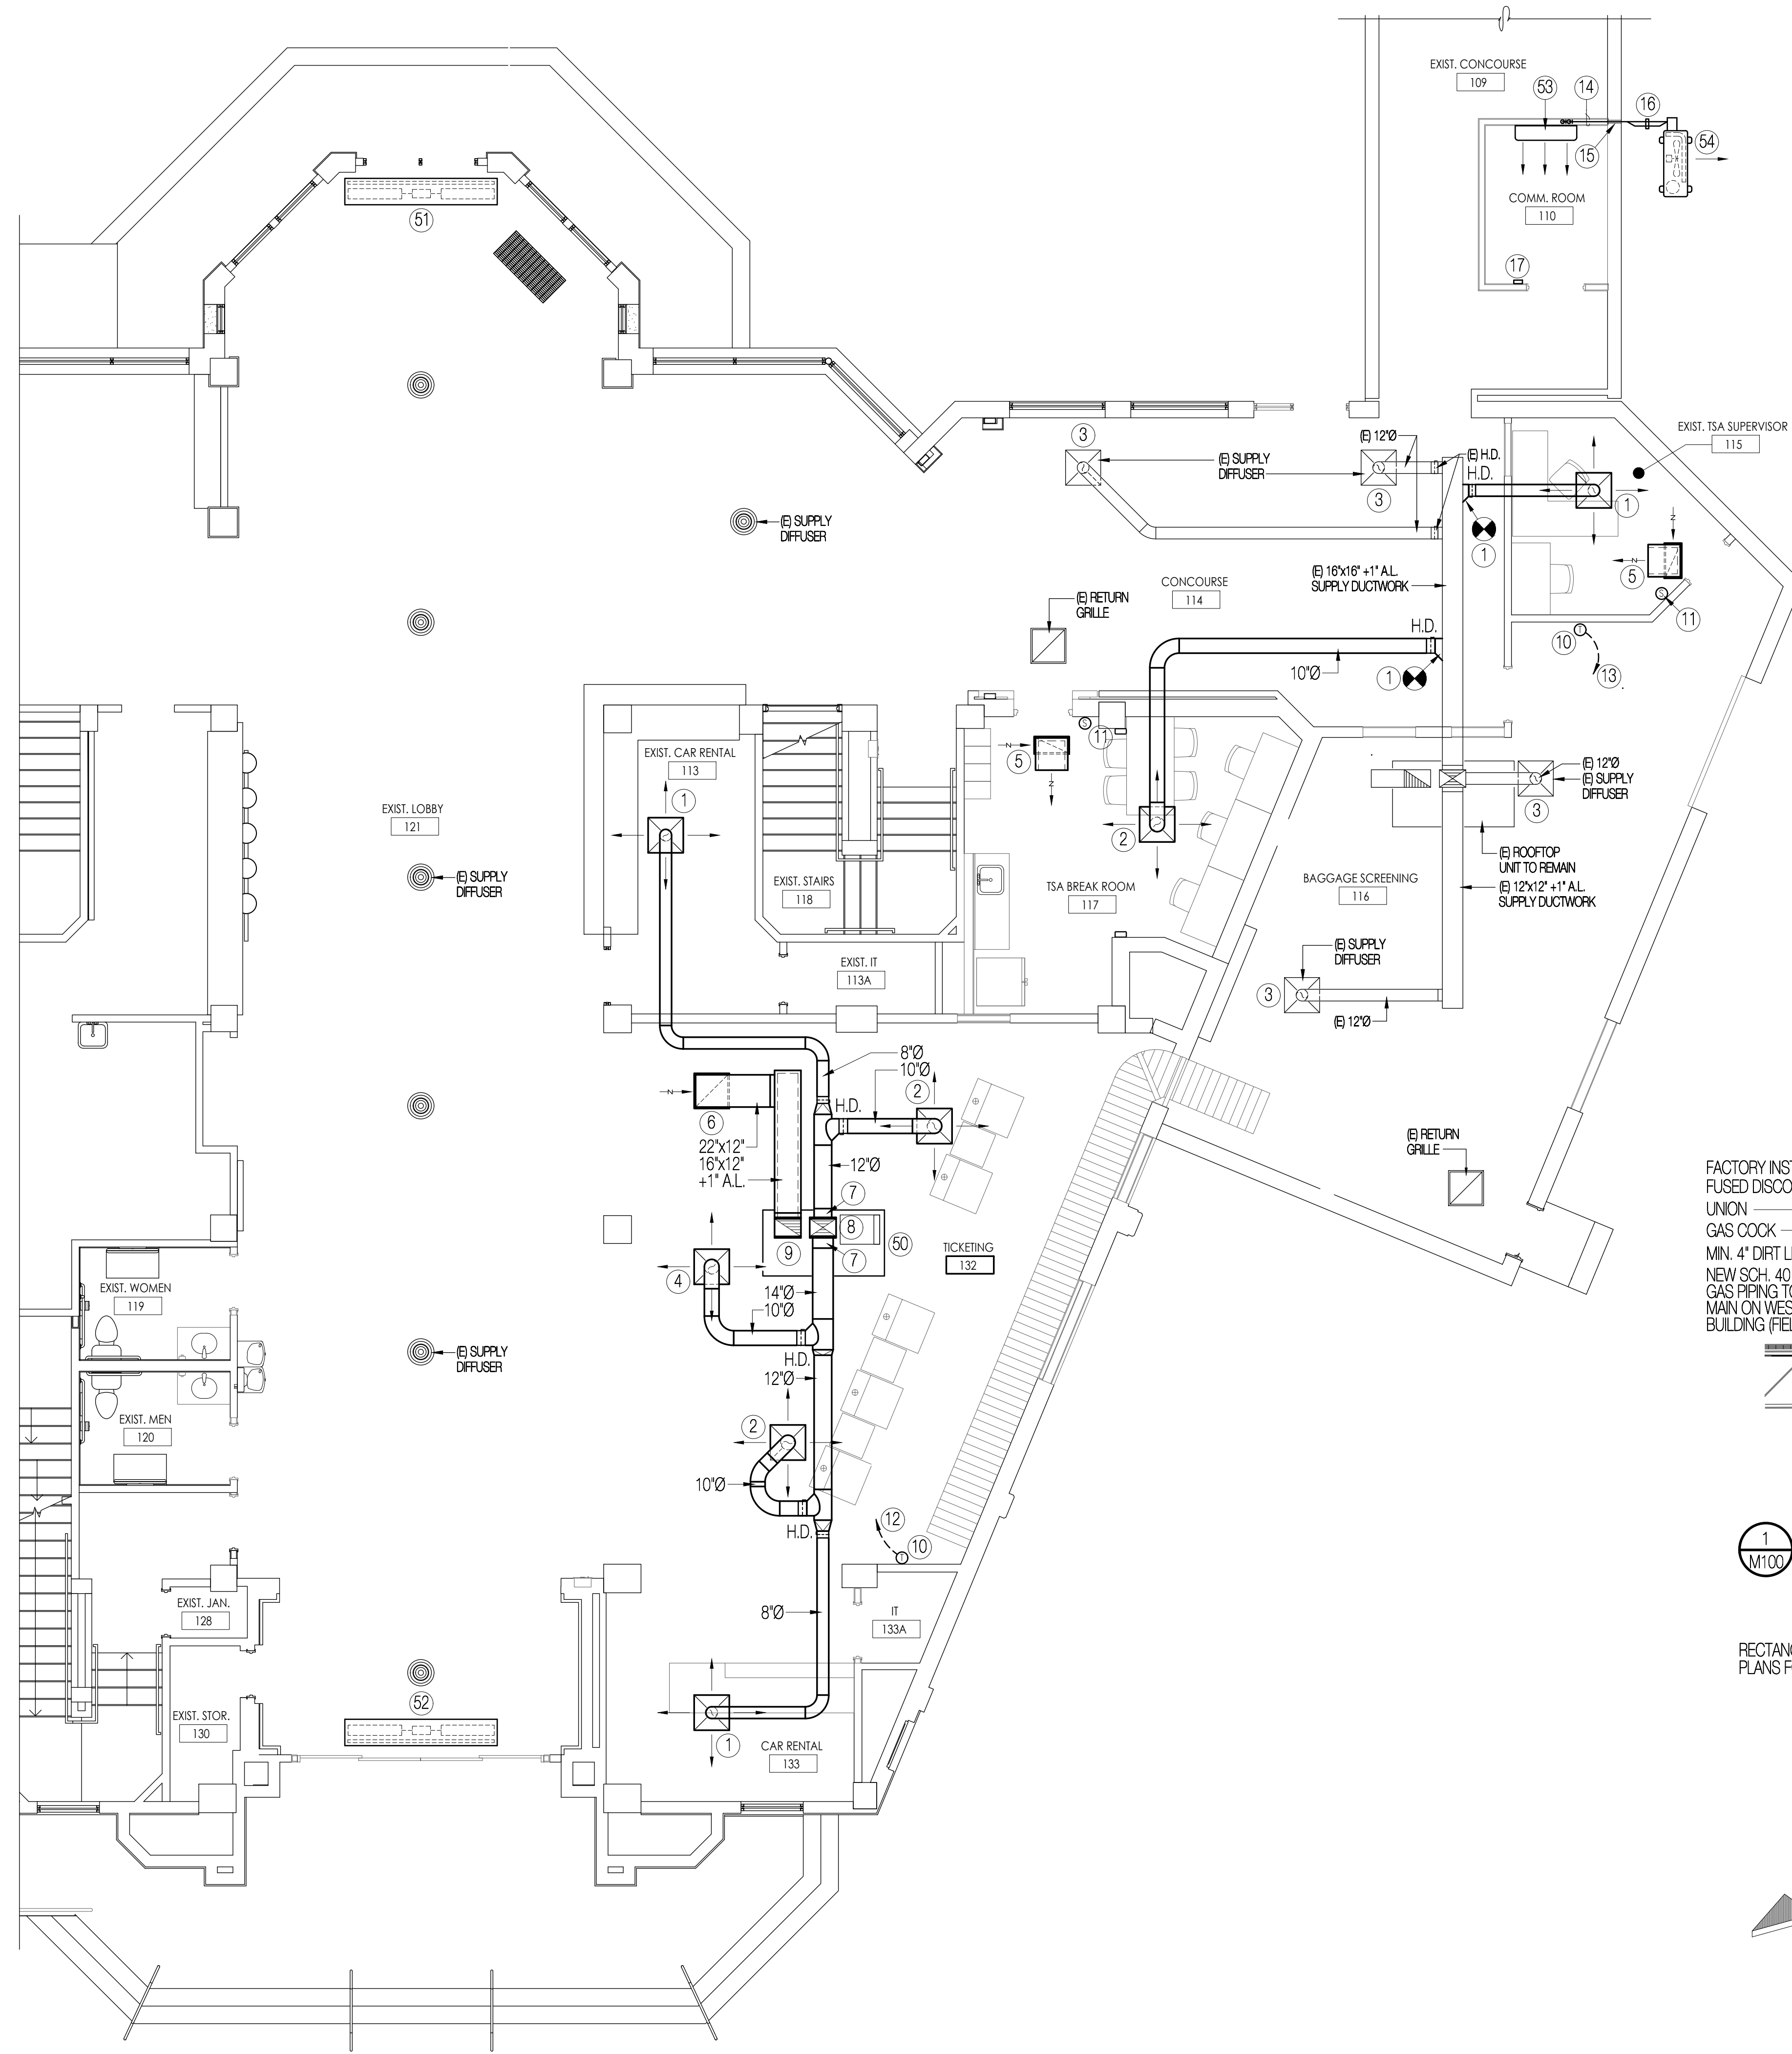 EXIST. CONCOURSE
109
53
14
16
15
54
COMM. ROOM
110
17
51
EXIST. TSA SUPERVISOR
115
3
(E) SUPPLY
DIFFUSER
(E) 12"Ø
3
(E) H.D.
H.D.
1
1
(E) SUPPLY
DIFFUSER
5
(E) 16"x16" +1" A.L.
SUPPLY DUCTWORK
CONCOURSE
114
(E) RETURN
GRILLE
S
11
H.D.
10
T
13
10"Ø
1
S
11
5
EXIST. CAR RENTAL
113
1
EXIST. LOBBY
121
(E) 12"Ø
(E) SUPPLY
DIFFUSER
3
2
(E) ROOFTOP
UNIT TO REMAIN
(E) SUPPLY
DIFFUSER
EXIST. STAIRS
118
TSA BREAK ROOM
117
BAGGAGE SCREENING
116
(E) 12"x12" +1" A.L.
SUPPLY DUCTWORK
EXIST. IT
113A
(E) SUPPLY
DIFFUSER
3
(E) 12"Ø
8"Ø
10"Ø
2
H.D.
6
22"x12"
16"x12"
+1" A.L.
12"Ø
7
8
9
7
50
(E) RETURN
GRILLE
TICKETING
132
4
14"Ø
10"Ø
H.D.
12"Ø
FACTORY INST
FUSED DISCO
UNION
GAS COCK
MIN. 4" DIRT L
NEW SCH. 40
GAS PIPING TO
MAIN ON WES
BUILDING (FIEL
EXIST. WOMEN
119
(E) SUPPLY
DIFFUSER
EXIST. MEN
120
2
10"Ø
H.D.
12
10
T
1
M100
EXIST. JAN.
128
8"Ø
IT
133A
RECTANG
PLANS F
52
EXIST. STOR.
130
1
CAR RENTAL
133